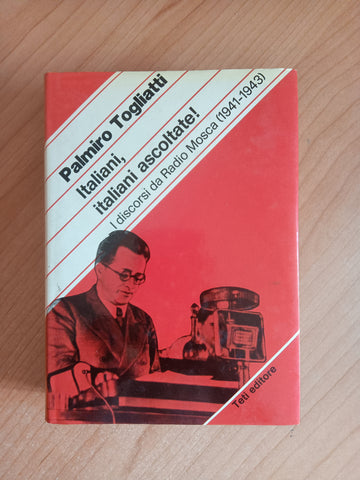 Palmiro Togliatti
Italiani,
italiani ascoltate!
I discorsi da Radio Mosca (1941-1943)
Teti editore